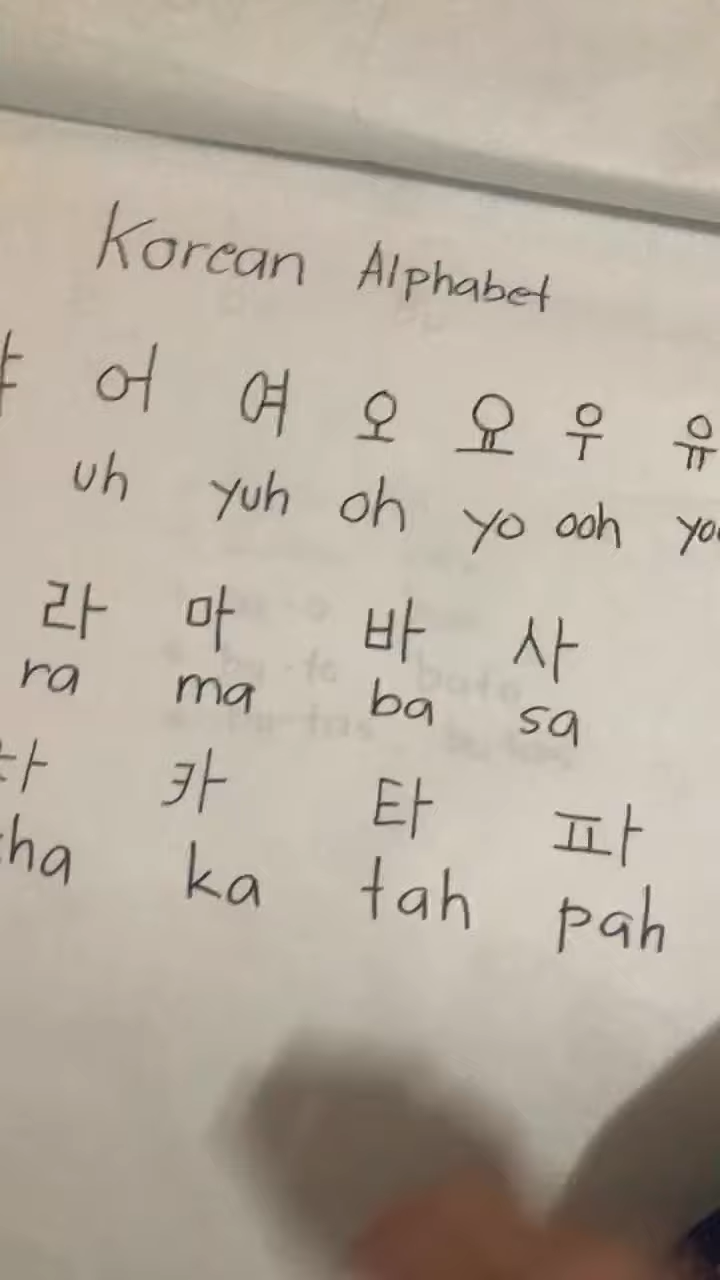 Korean Alphabet
어 여 오 요 우 유
uh yuh oh yo ooh
라 마 바 사
ra ma ba sa
카 타 파
ka tah pah